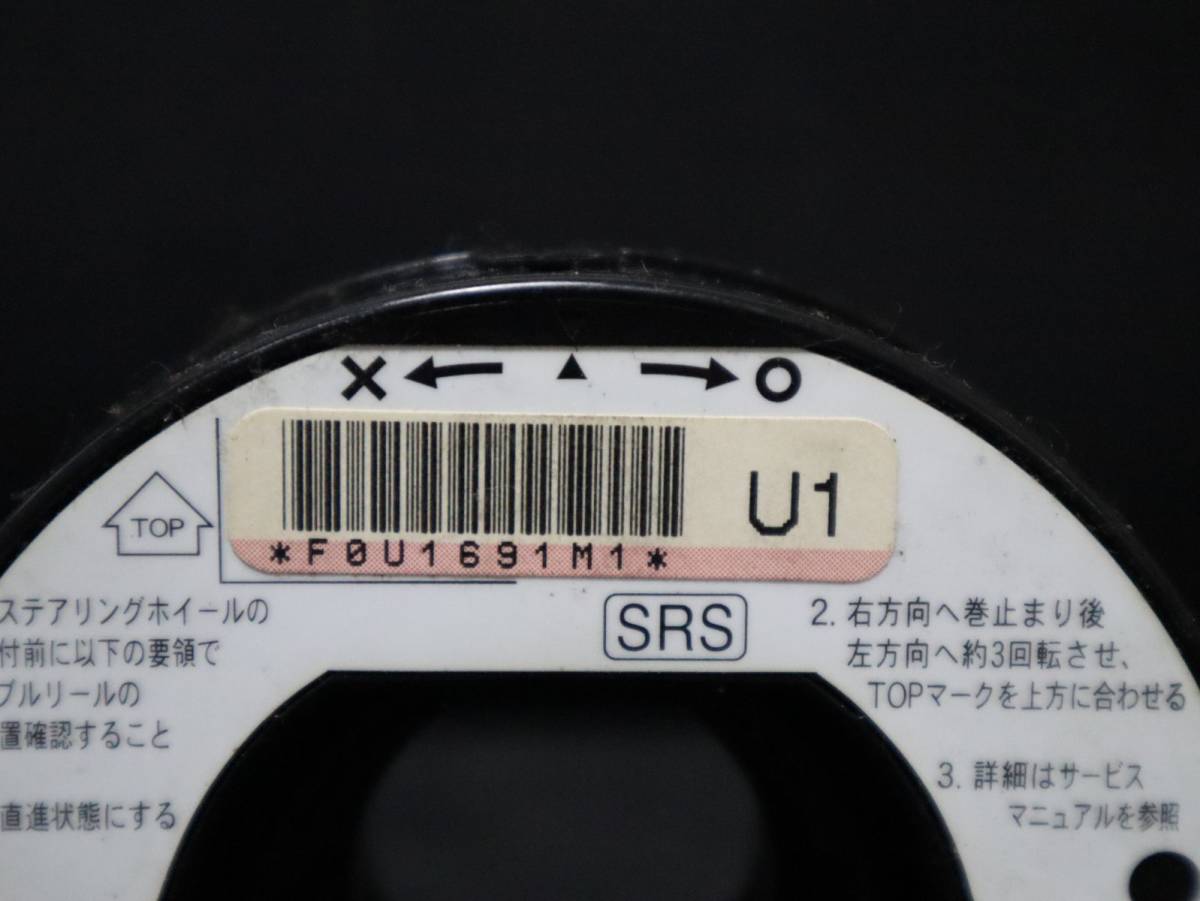 U1
*F0U1691M1*
TOP
SRS
ステアリングホイールの
付前に以下の要領で
ブルリールの
置確認すること
直進状態にする
2. 右方向へ巻止まり後
左方向へ約3回転させ、
TOPマークを上方に合わせる
3. 詳細はサービス
マニュアルを参照